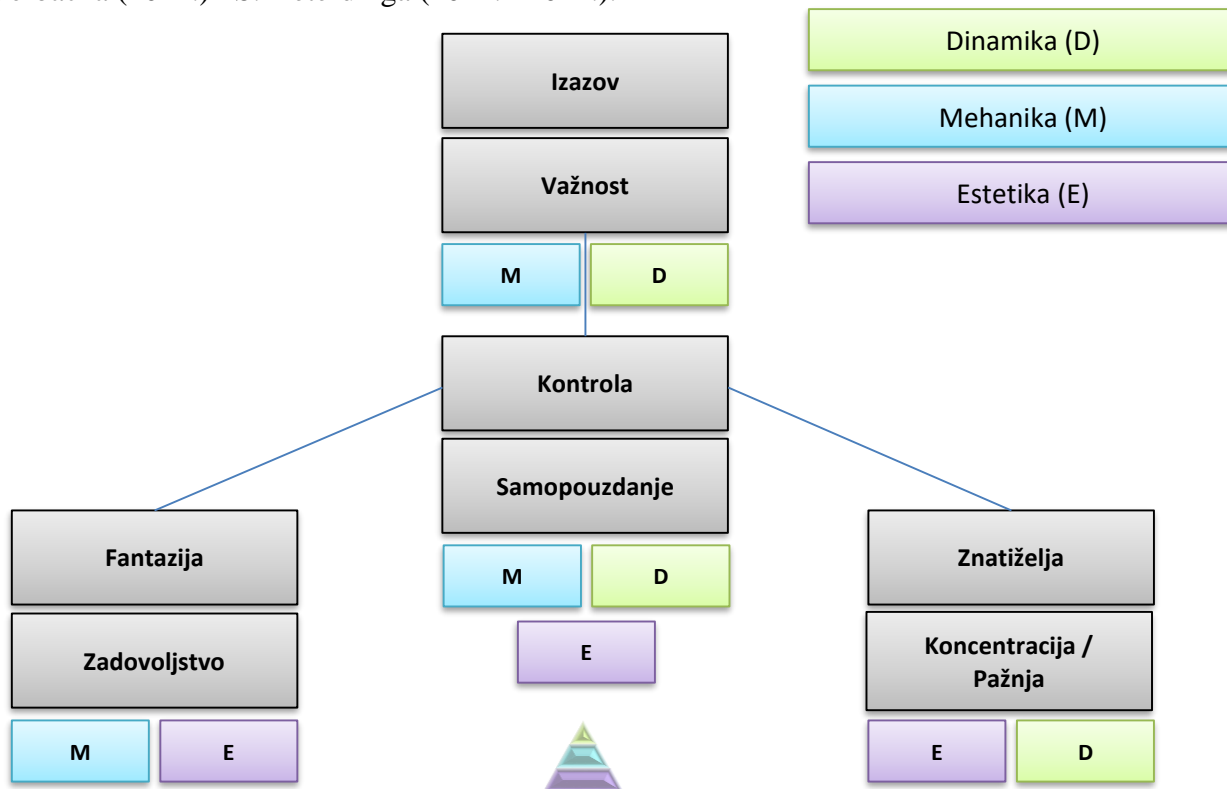 Dinamika (D)
Izazov
Mehanika (M)
Važnost
Estetika (E)
M
D
Kontrola
Samopouzdanje
Fantazija
Znatiželja
M
D
Zadovoljstvo
E
Koncentracija /
Pažnja
M
E
E
D